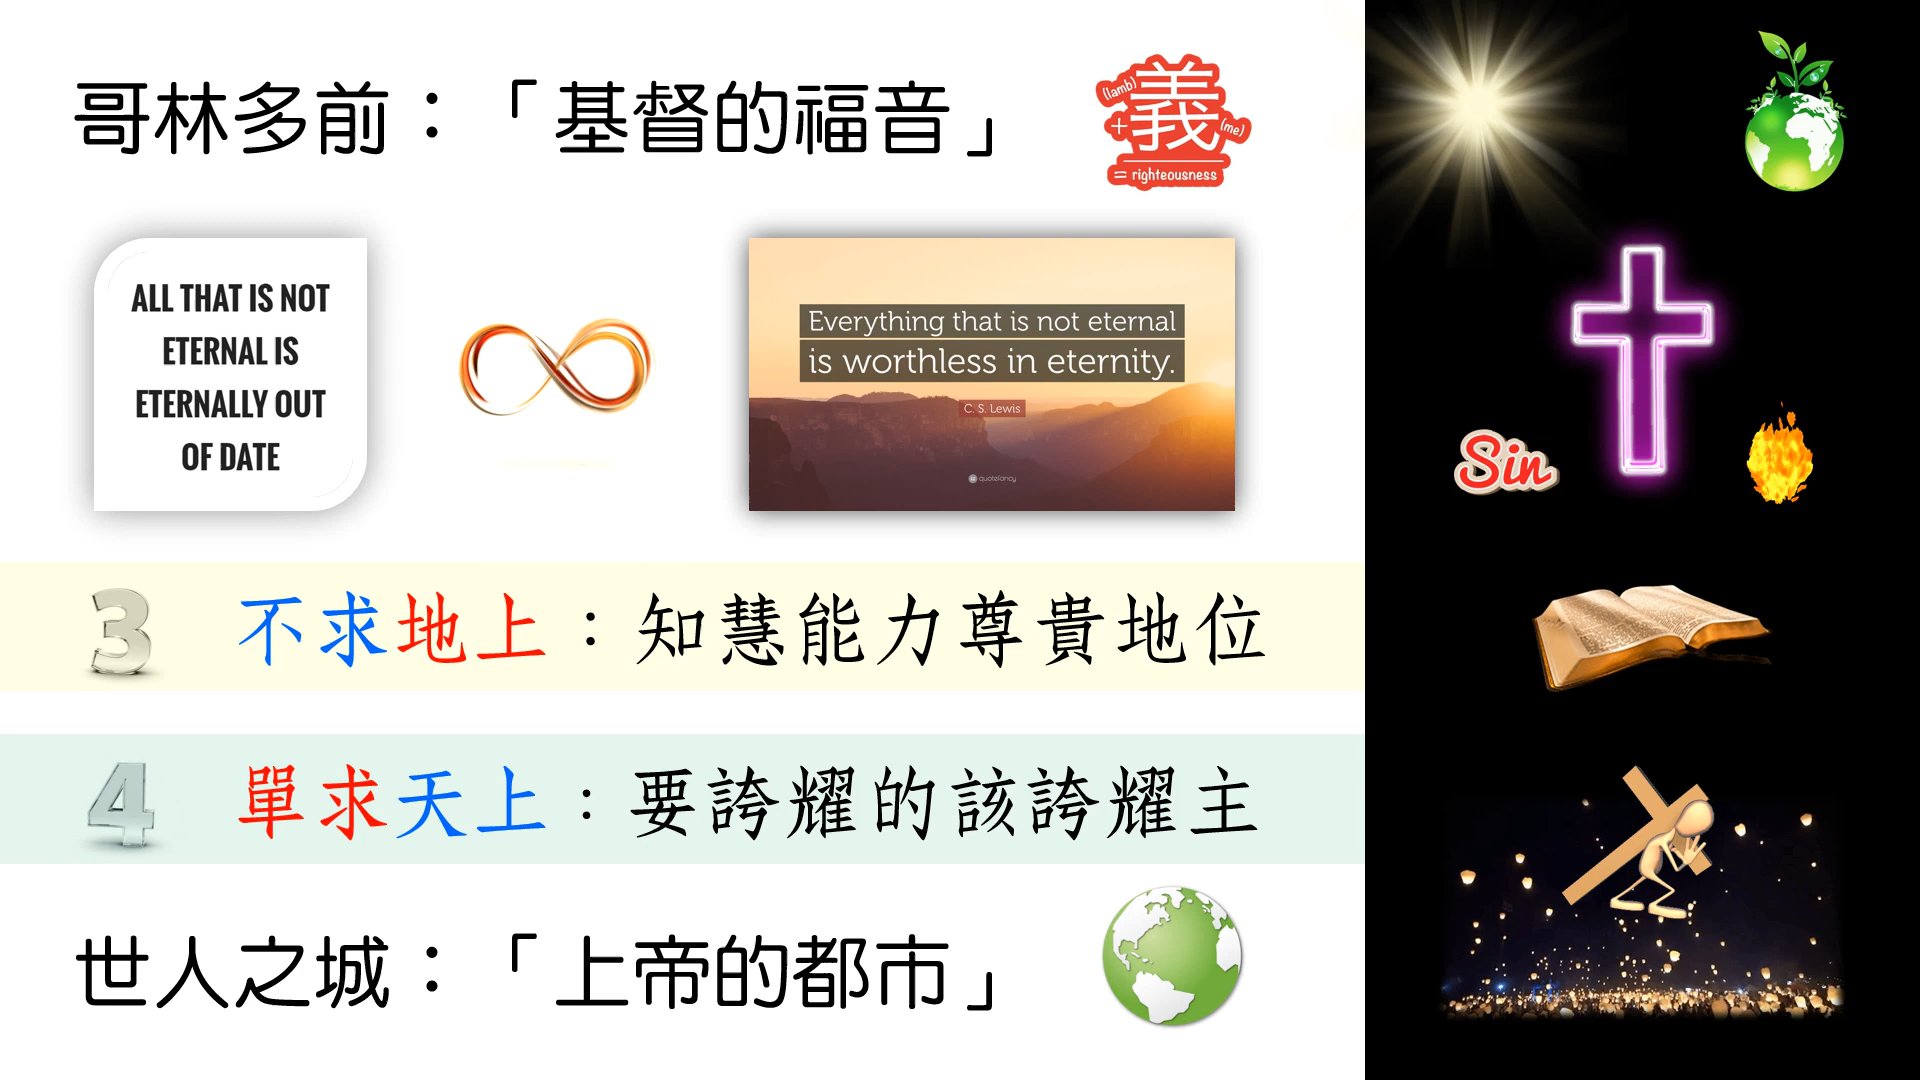 哥林多前：「基督的福音」
(lamb)
+義(me)
= righteousness
ALL THAT IS NOT
ETERNAL IS
ETERNALLY OUT
OF DATE
Everything that is not eternal
is worthless in eternity.
C. S. Lewis
quotefancy
3 不求地上：知慧能力尊貴地位
4 單求天上：要誇耀的該誇耀主
世人之城：「上帝的都市」
Sin